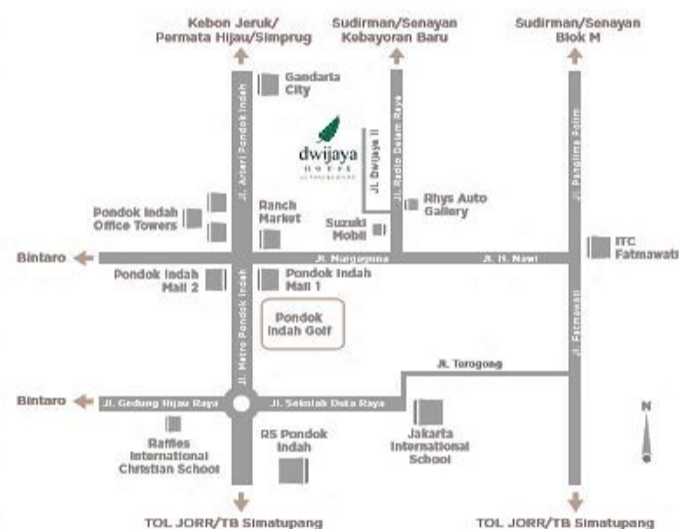 Kebon Jeruk/
Permata Hijau/Simprug
Sudirman/Senayan
Kebayoran Baru
Sudirman/Senayan
Blok M
Gandaria
City
Jl. Arteri Pondok Indah
dwijaya
HOUSE
Jl. Dwijaya II
Jl. Radio Dalam Raya
Jl. Panglima Polim
Rhys Auto
Gallery
Suzuki
Mobil
Ranch
Market
Pondok Indah
Office Towers
ITC
Fatmawati
Bintaro
Jl. Margaguna
Jl. H. Nawi
Pondok Indah
Mall 2
Pondok Indah
Mall 1
Pondok
Indah Golf
Jl. Metro Pondok Indah
Jl. Fatmawati
Jl. Terogong
Bintaro
Jl. Gedung Hijau Raya
Jl. Sekolah Duta Raya
Raffles
International
Christian School
RS Pondok
Indah
Jakarta
International
School
N
TOL JORR/TB Simatupang
TOL JORR/TB Simatupang